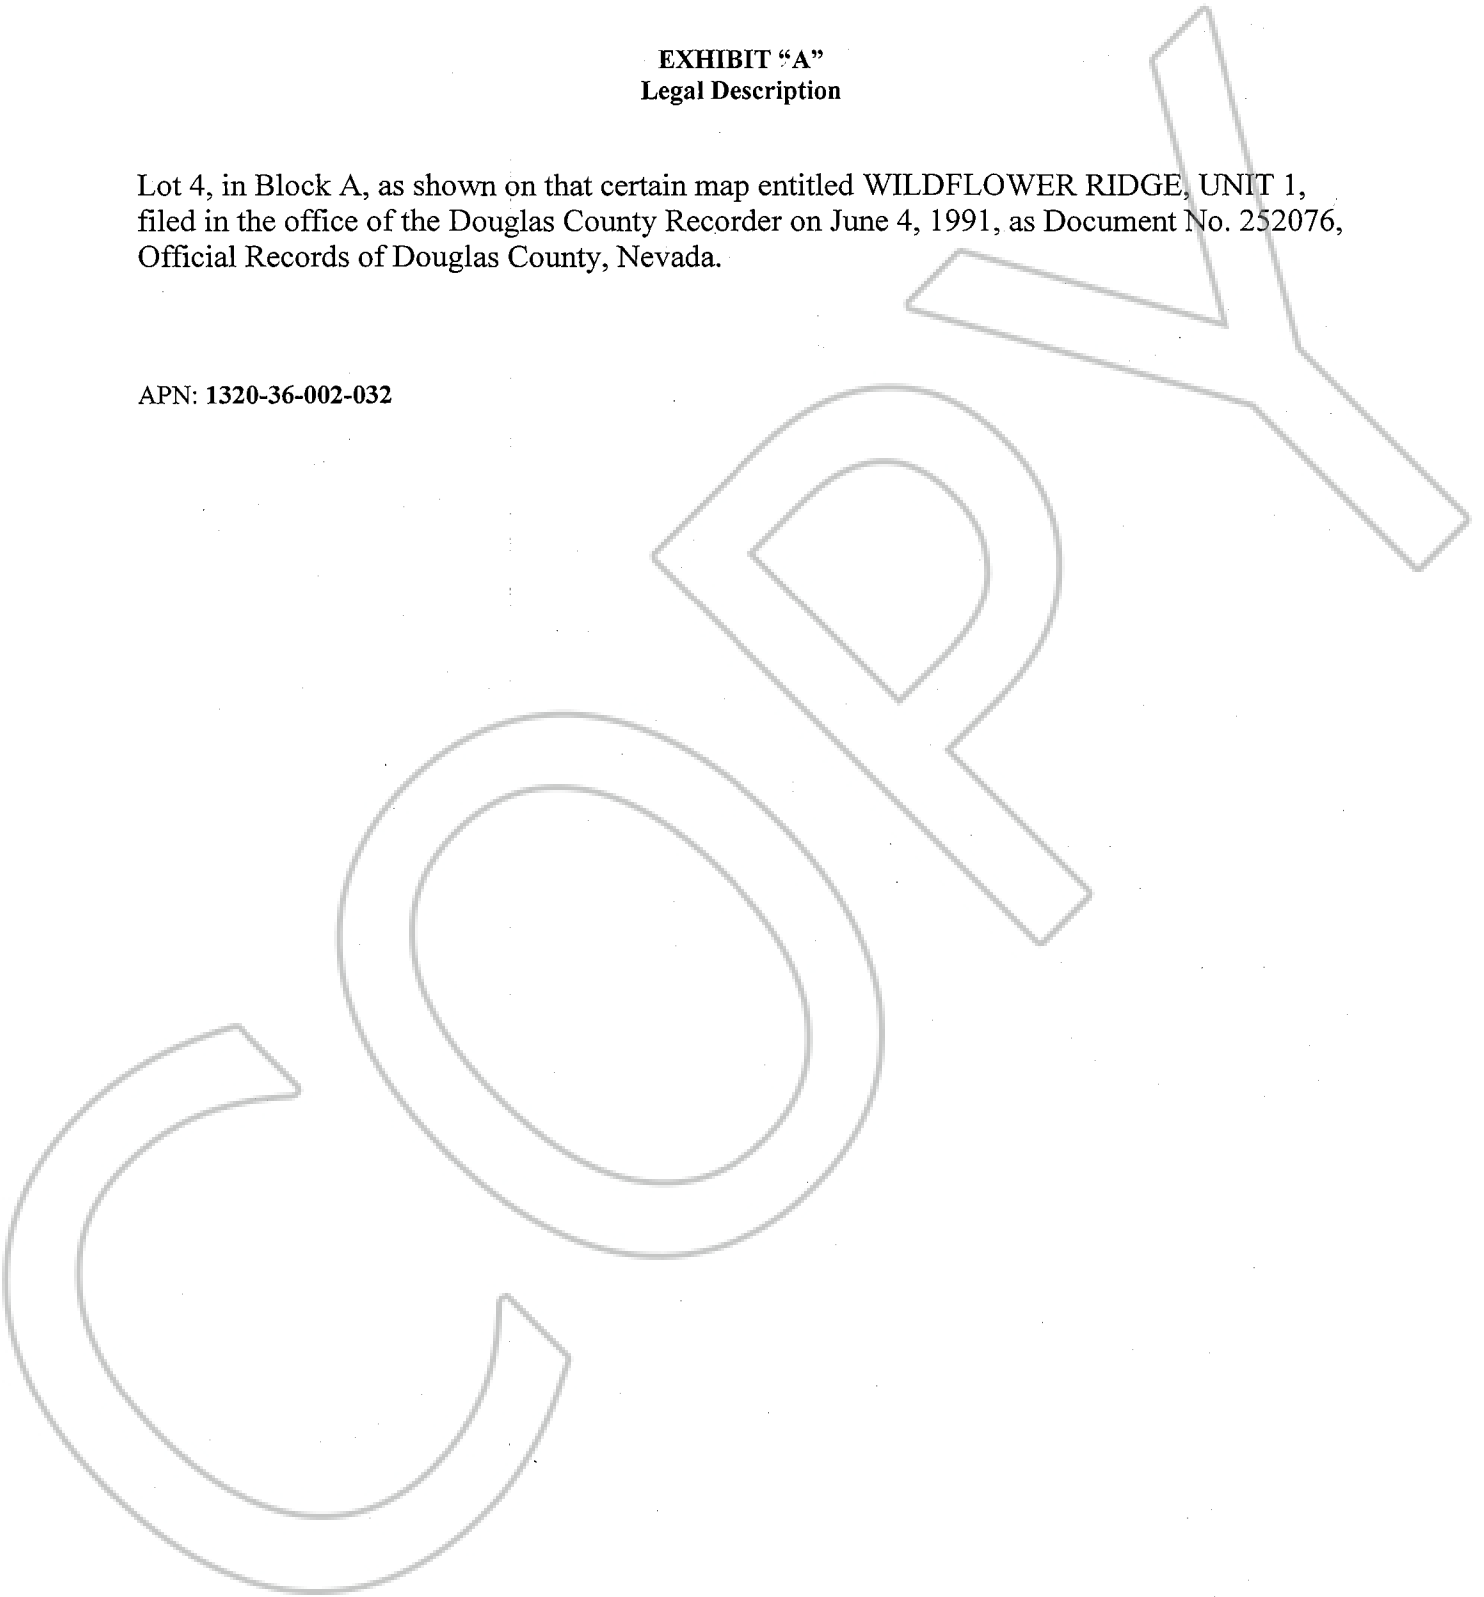 EXHIBIT “A”
Legal Description
Lot 4, in Block A, as shown on that certain map entitled WILDFLOWER RIDGE, UNIT 1,
filed in the office of the Douglas County Recorder on June 4, 1991, as Document No. 252076,
Official Records of Douglas County, Nevada.
APN: 1320-36-002-032
COPY